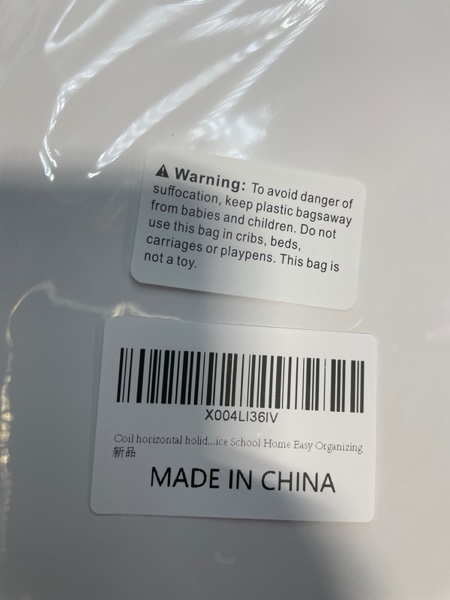 ⚠ Warning: To avoid danger of
suffocation, keep plastic bagsaway
from babies and children. Do not
use this bag in cribs, beds,
carriages or playpens. This bag is
not a toy.
X004LI36IV
Coil horizontal holid...ice School Home Easy Organizing
新品
MADE IN CHINA